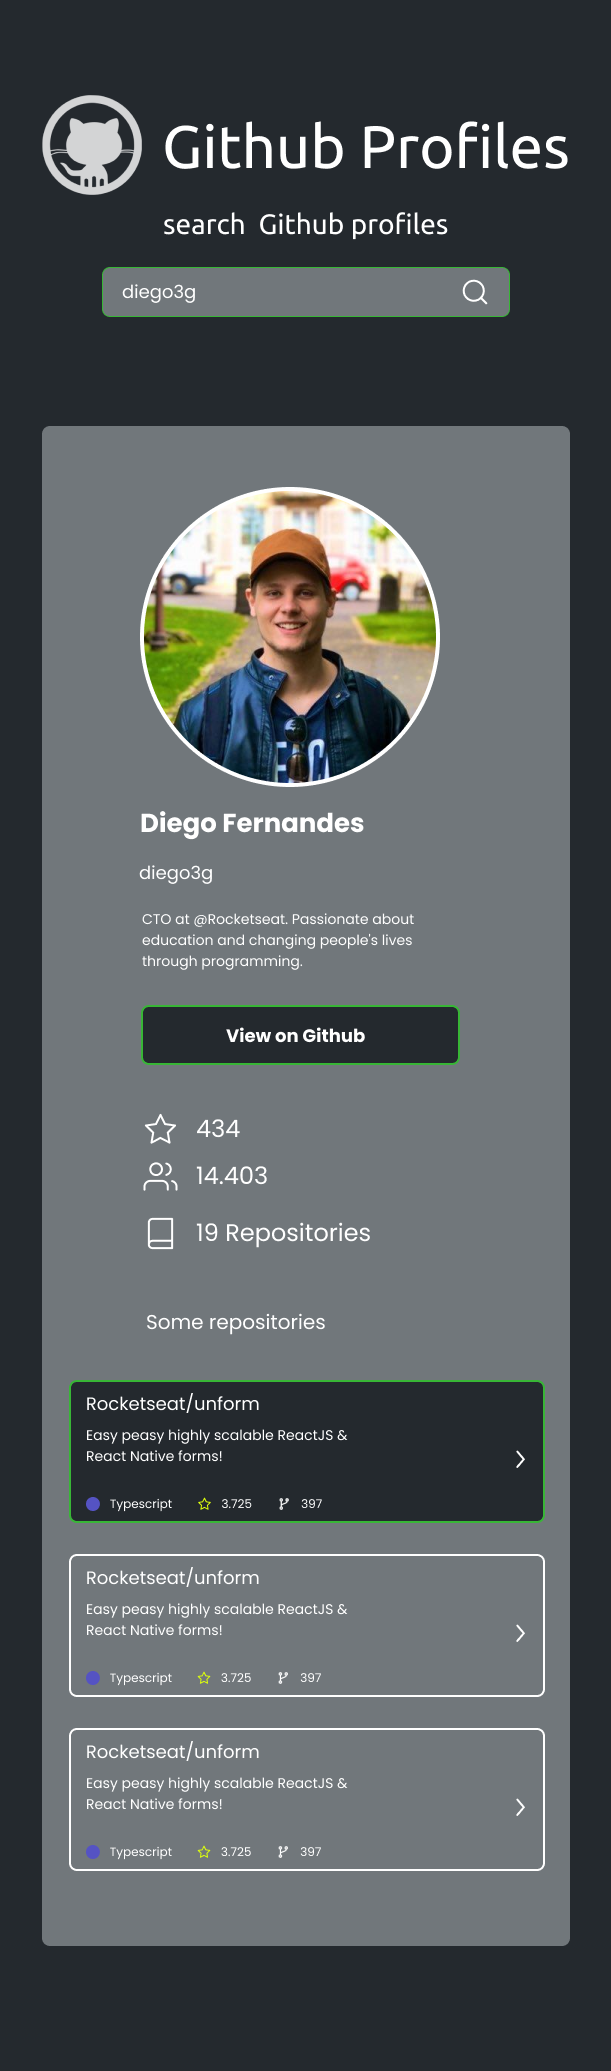 Github Profiles
search Github profiles
diego3g
Diego Fernandes
diego3g
CTO at @Rocketseat. Passionate about
education and changing people's lives
through programming.
View on Github
434
14.403
19 Repositories
Some repositories
Rocketseat/unform
Easy peasy highly scalable ReactJS &
React Native forms!
Typescript 3.725 397
Rocketseat/unform
Easy peasy highly scalable ReactJS &
React Native forms!
Typescript 3.725 397
Rocketseat/unform
Easy peasy highly scalable ReactJS &
React Native forms!
Typescript 3.725 397